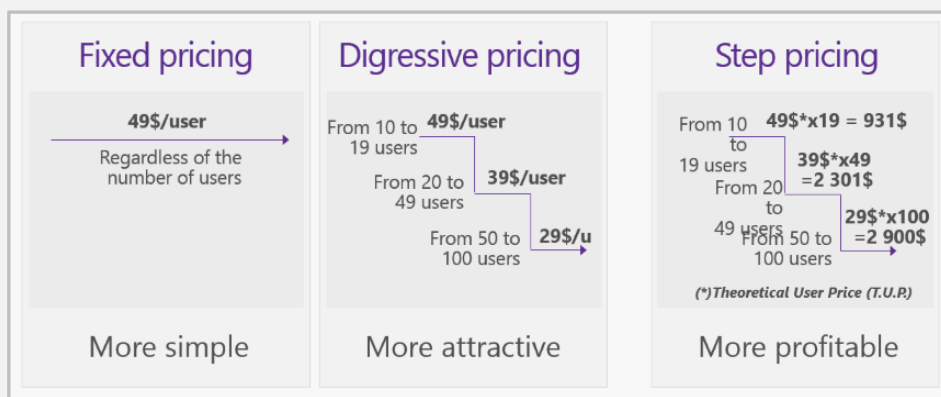 Fixed pricing
49$/user
Regardless of the
number of users
More simple
Digressive pricing
From 10 to
19 users
49$/user
From 20 to
49 users
39$/user
From 50 to
100 users
29$/u
More attractive
Step pricing
From 10
to
19 users
49$*x19 = 931$
From 20
to
49 users
39$*x49
=2 301$
From 50 to
100 users
29$*x100
=2 900$
(*)Theoretical User Price (T.U.P.)
More profitable